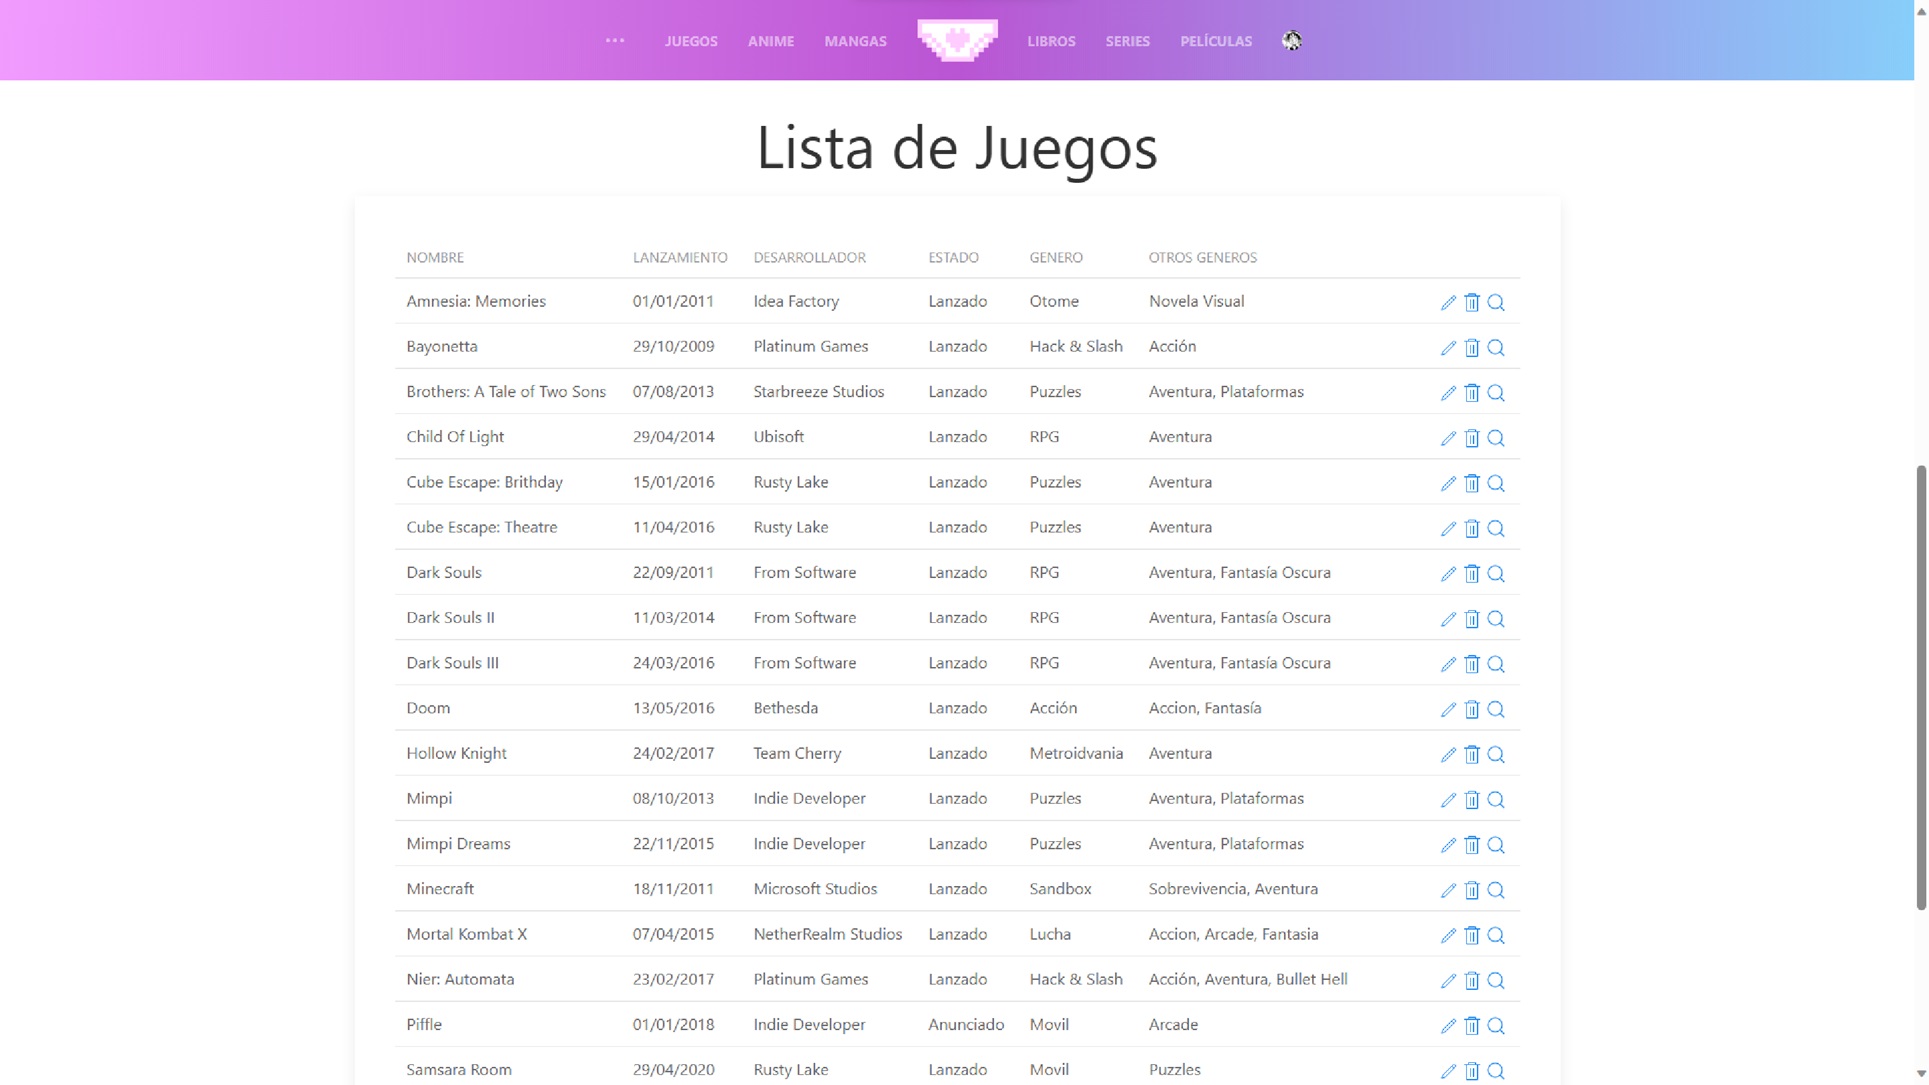 ••• JUEGOS ANIME MANGAS LIBROS SERIES PELÍCULAS
Lista de Juegos
NOMBRE LANZAMIENTO DESARROLLADOR ESTADO GENERO OTROS GENEROS
Amnesia: Memories 01/01/2011 Idea Factory Lanzado Otome Novela Visual
Bayonetta 29/10/2009 Platinum Games Lanzado Hack & Slash Acción
Brothers: A Tale of Two Sons 07/08/2013 Starbreeze Studios Lanzado Puzzles Aventura, Plataformas
Child Of Light 29/04/2014 Ubisoft Lanzado RPG Aventura
Cube Escape: Brithday 15/01/2016 Rusty Lake Lanzado Puzzles Aventura
Cube Escape: Theatre 11/04/2016 Rusty Lake Lanzado Puzzles Aventura
Dark Souls 22/09/2011 From Software Lanzado RPG Aventura, Fantasía Oscura
Dark Souls II 11/03/2014 From Software Lanzado RPG Aventura, Fantasía Oscura
Dark Souls III 24/03/2016 From Software Lanzado RPG Aventura, Fantasía Oscura
Doom 13/05/2016 Bethesda Lanzado Acción Accion, Fantasía
Hollow Knight 24/02/2017 Team Cherry Lanzado Metroidvania Aventura
Mimpi 08/10/2013 Indie Developer Lanzado Puzzles Aventura, Plataformas
Mimpi Dreams 22/11/2015 Indie Developer Lanzado Puzzles Aventura, Plataformas
Minecraft 18/11/2011 Microsoft Studios Lanzado Sandbox Sobrevivencia, Aventura
Mortal Kombat X 07/04/2015 NetherRealm Studios Lanzado Lucha Accion, Arcade, Fantasia
Nier: Automata 23/02/2017 Platinum Games Lanzado Hack & Slash Acción, Aventura, Bullet Hell
Piffle 01/01/2018 Indie Developer Anunciado Movil Arcade
Samsara Room 29/04/2020 Rusty Lake Lanzado Movil Puzzles